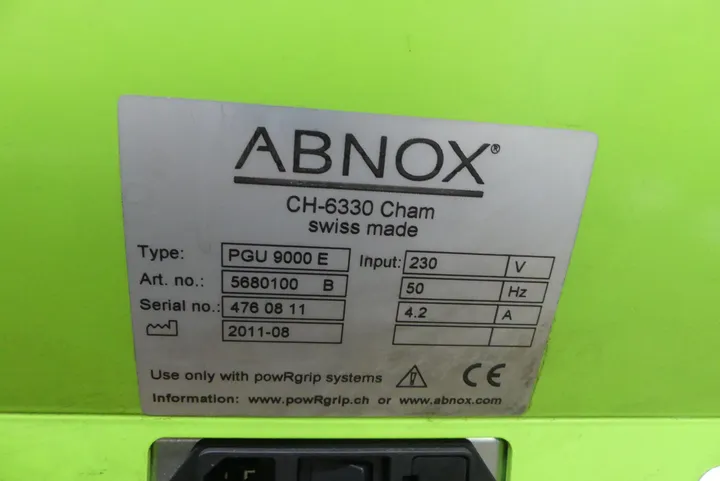 ABNOX®
CH-6330 Cham
swiss made
Type: PGU 9000 E Input: 230 V
Art. no.: 5680100 B 50 Hz
Serial no.: 476 08 11 4.2 A
2011-08
Use only with powRgrip systems CE
Information: www.powRgrip.ch or www.abnox.com
L